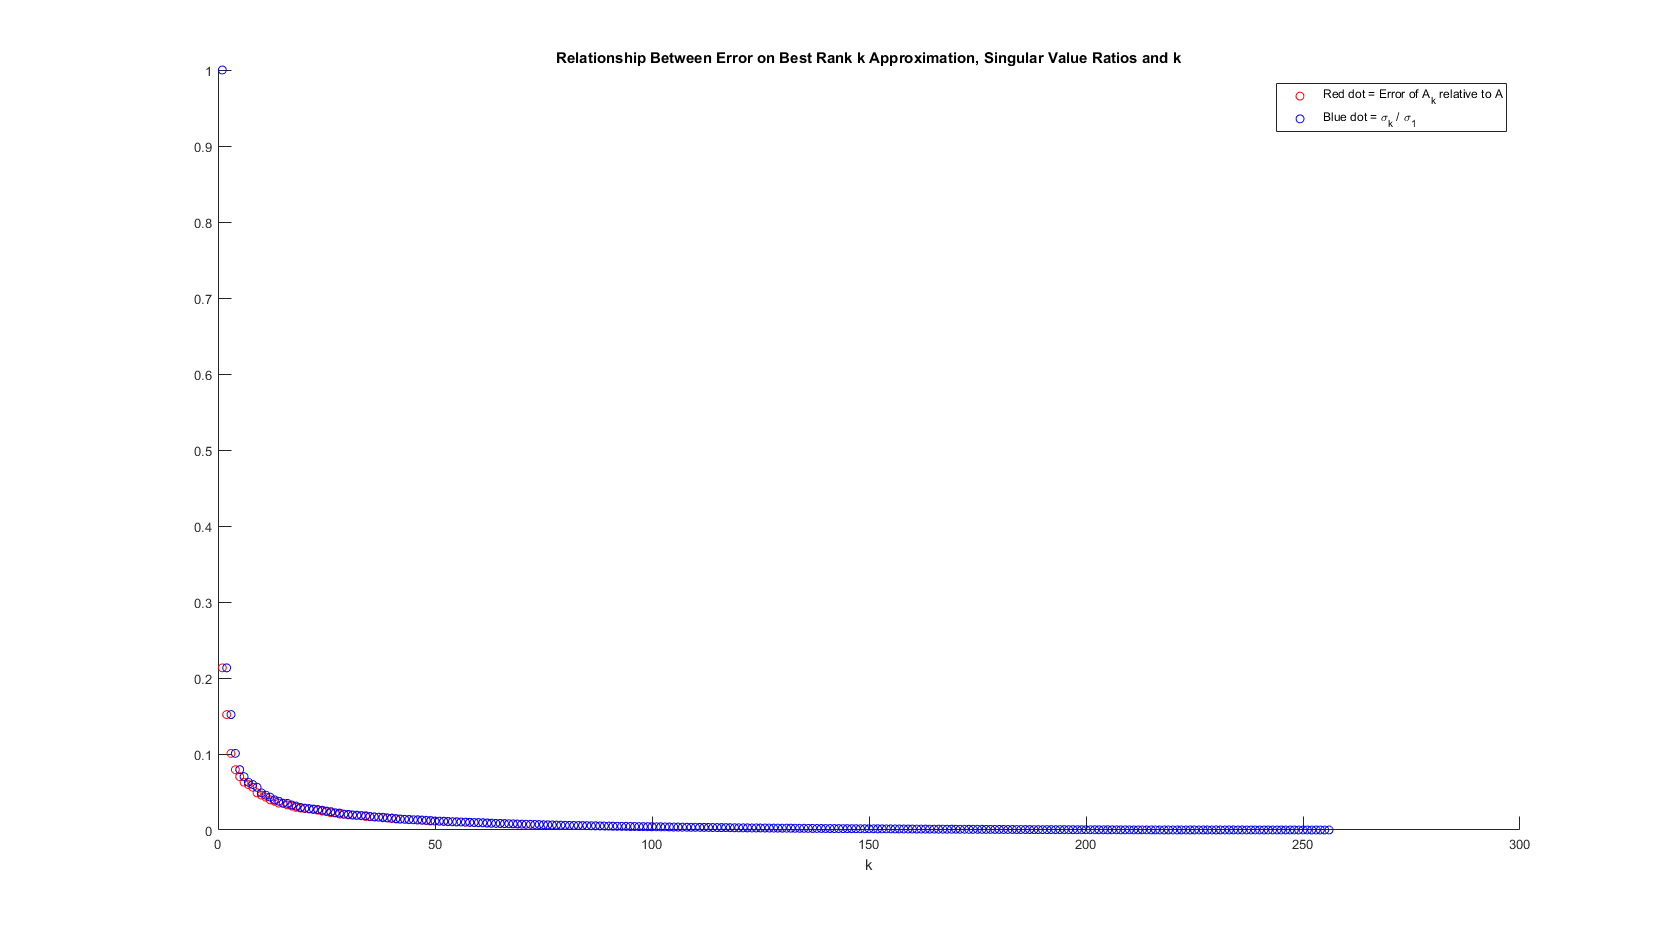 Relationship Between Error on Best Rank k Approximation, Singular Value Ratios and k
Red dot = Error of A_k relative to A
Blue dot = σ_k / σ_1
1
0.9
0.8
0.7
0.6
0.5
0.4
0.3
0.2
0.1
0
0 50 100 150 200 250 300
k